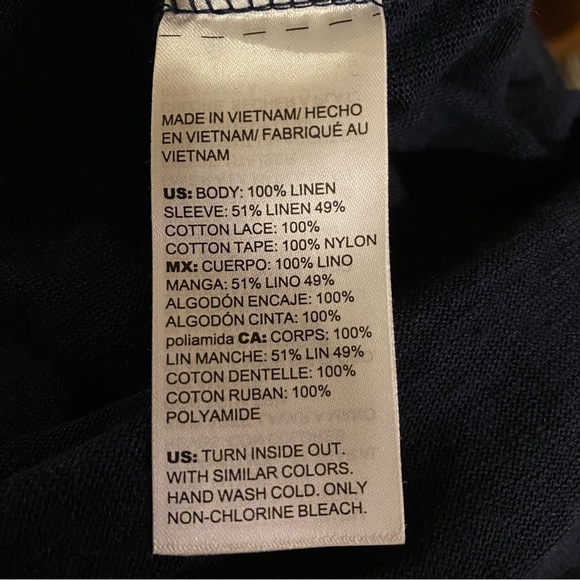 MADE IN VIETNAM/ HECHO
EN VIETNAM/ FABRIQUÉ AU
VIETNAM
US: BODY: 100% LINEN
SLEEVE: 51% LINEN 49%
COTTON LACE: 100%
COTTON TAPE: 100% NYLON
MX: CUERPO: 100% LINO
MANGA: 51% LINO 49%
ALGODÓN ENCAJE: 100%
ALGODÓN CINTA: 100%
poliamida CA: CORPS: 100%
LIN MANCHE: 51% LIN 49%
COTON DENTELLE: 100%
COTON RUBAN: 100%
POLYAMIDE
US: TURN INSIDE OUT.
WITH SIMILAR COLORS.
HAND WASH COLD. ONLY
NON-CHLORINE BLEACH.